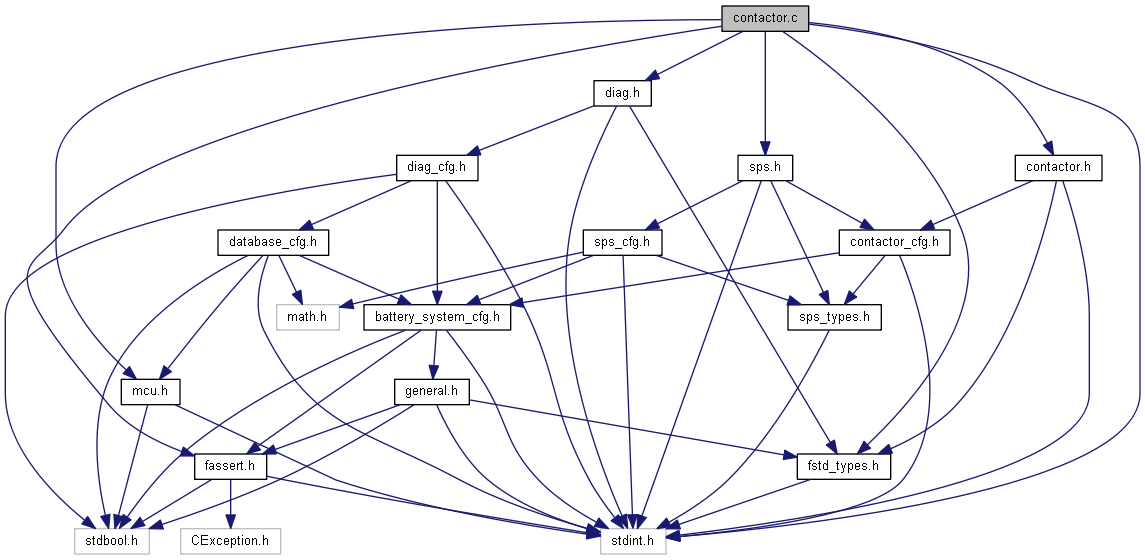 contactor.c
diag.h
diag_cfg.h
sps.h
contactor.h
database_cfg.h
sps_cfg.h
contactor_cfg.h
math.h
battery_system_cfg.h
sps_types.h
mcu.h
general.h
fassert.h
fstd_types.h
stdbool.h
CException.h
stdint.h